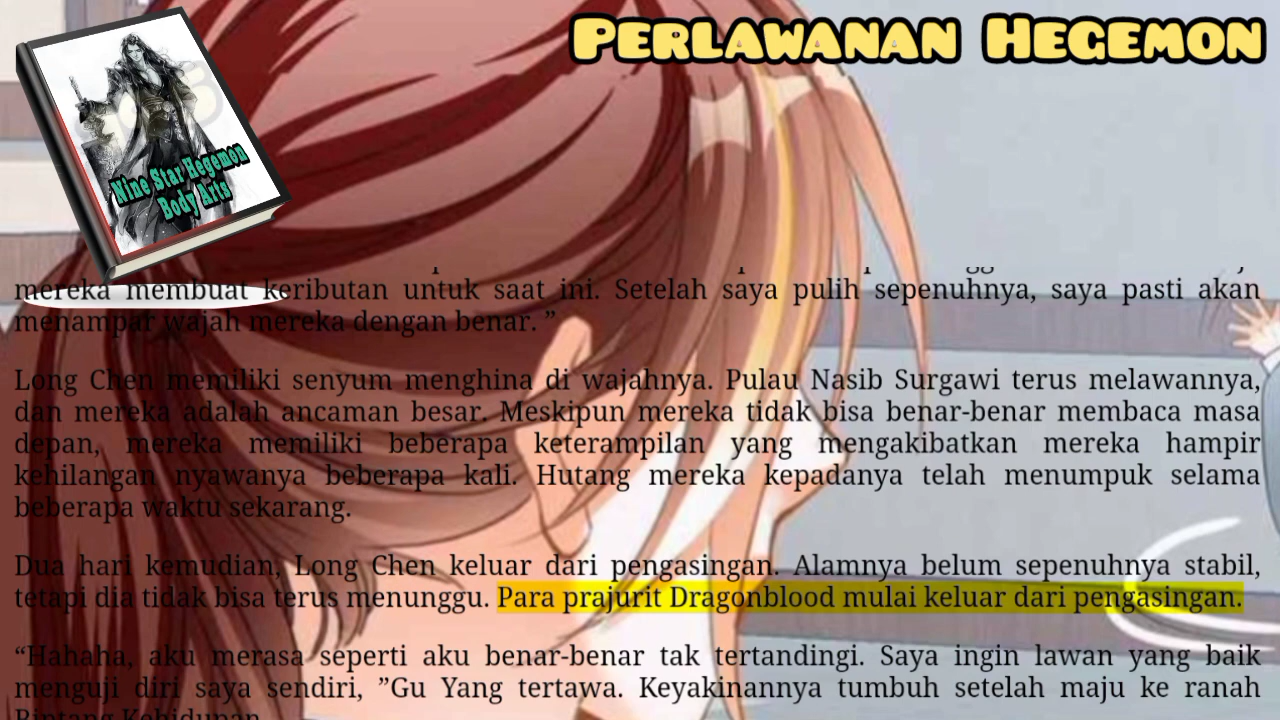 PERLAWANAN HEGEMON
Nine Star Hegemon
Body Arts
mereka membuat keributan untuk saat ini. Setelah saya pulih sepenuhnya, saya pasti akan
menampar wajah mereka dengan benar. ”
Long Chen memiliki senyum menghina di wajahnya. Pulau Nasib Surgawi terus melawannya,
dan mereka adalah ancaman besar. Meskipun mereka tidak bisa benar-benar membaca masa
depan, mereka memiliki beberapa keterampilan yang mengakibatkan mereka hampir
kehilangan nyawanya beberapa kali. Hutang mereka kepadanya telah menumpuk selama
beberapa waktu sekarang.
Dua hari kemudian, Long Chen keluar dari pengasingan. Alamnya belum sepenuhnya stabil,
tetapi dia tidak bisa terus menunggu. Para prajurit Dragonblood mulai keluar dari pengasingan.
“Hahaha, aku merasa seperti aku benar-benar tak tertandingi. Saya ingin lawan yang baik
menguji diri saya sendiri, ”Gu Yang tertawa. Keyakinannya tumbuh setelah maju ke ranah
Bintang Kehidupan.